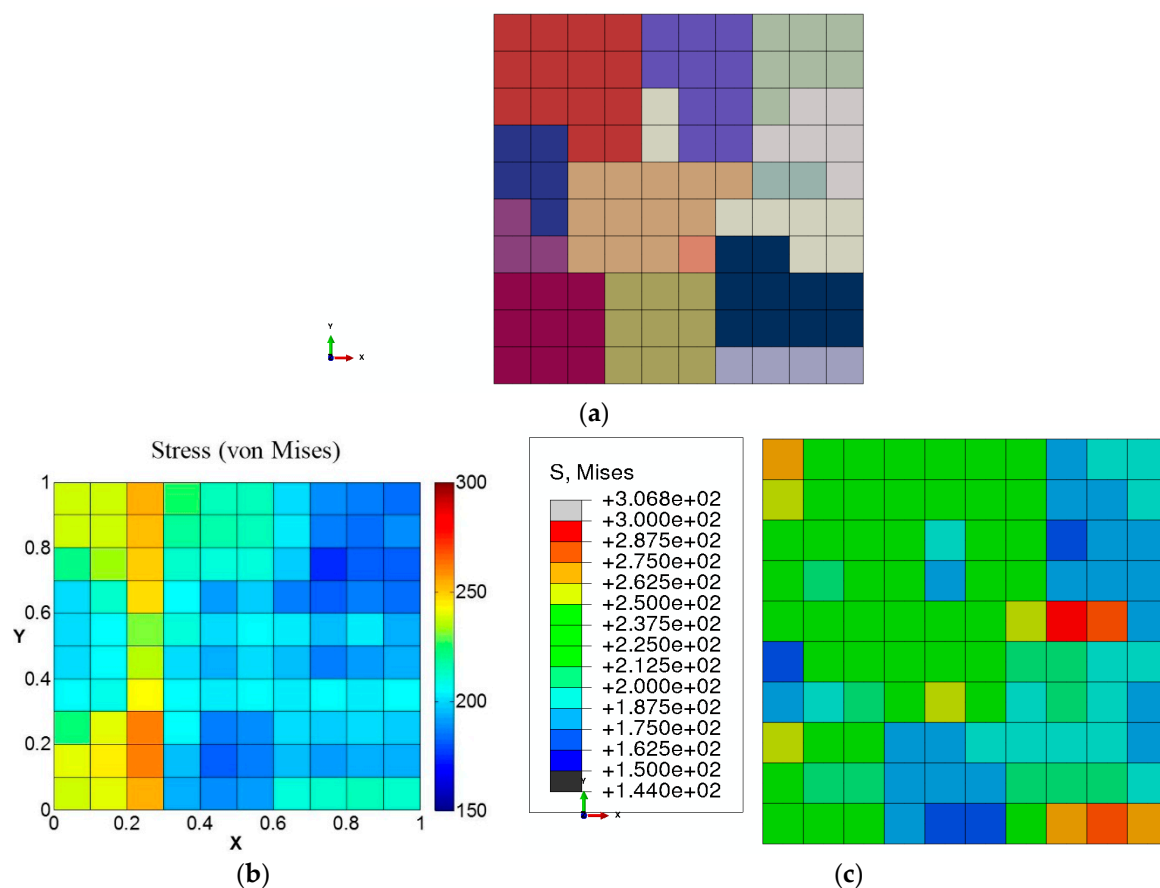 Y
X
(a)
Stress (von Mises)
1
0.8
0.6
Y
0.4
0.2
0
0
0.2
0.4
0.6
0.8
1
X
300
250
200
150
(b)
S, Mises
+3.068e+02
+3.000e+02
+2.875e+02
+2.750e+02
+2.625e+02
+2.500e+02
+2.375e+02
+2.250e+02
+2.125e+02
+2.000e+02
+1.875e+02
+1.750e+02
+1.625e+02
+1.500e+02
+1.440e+02
Y
X
(c)